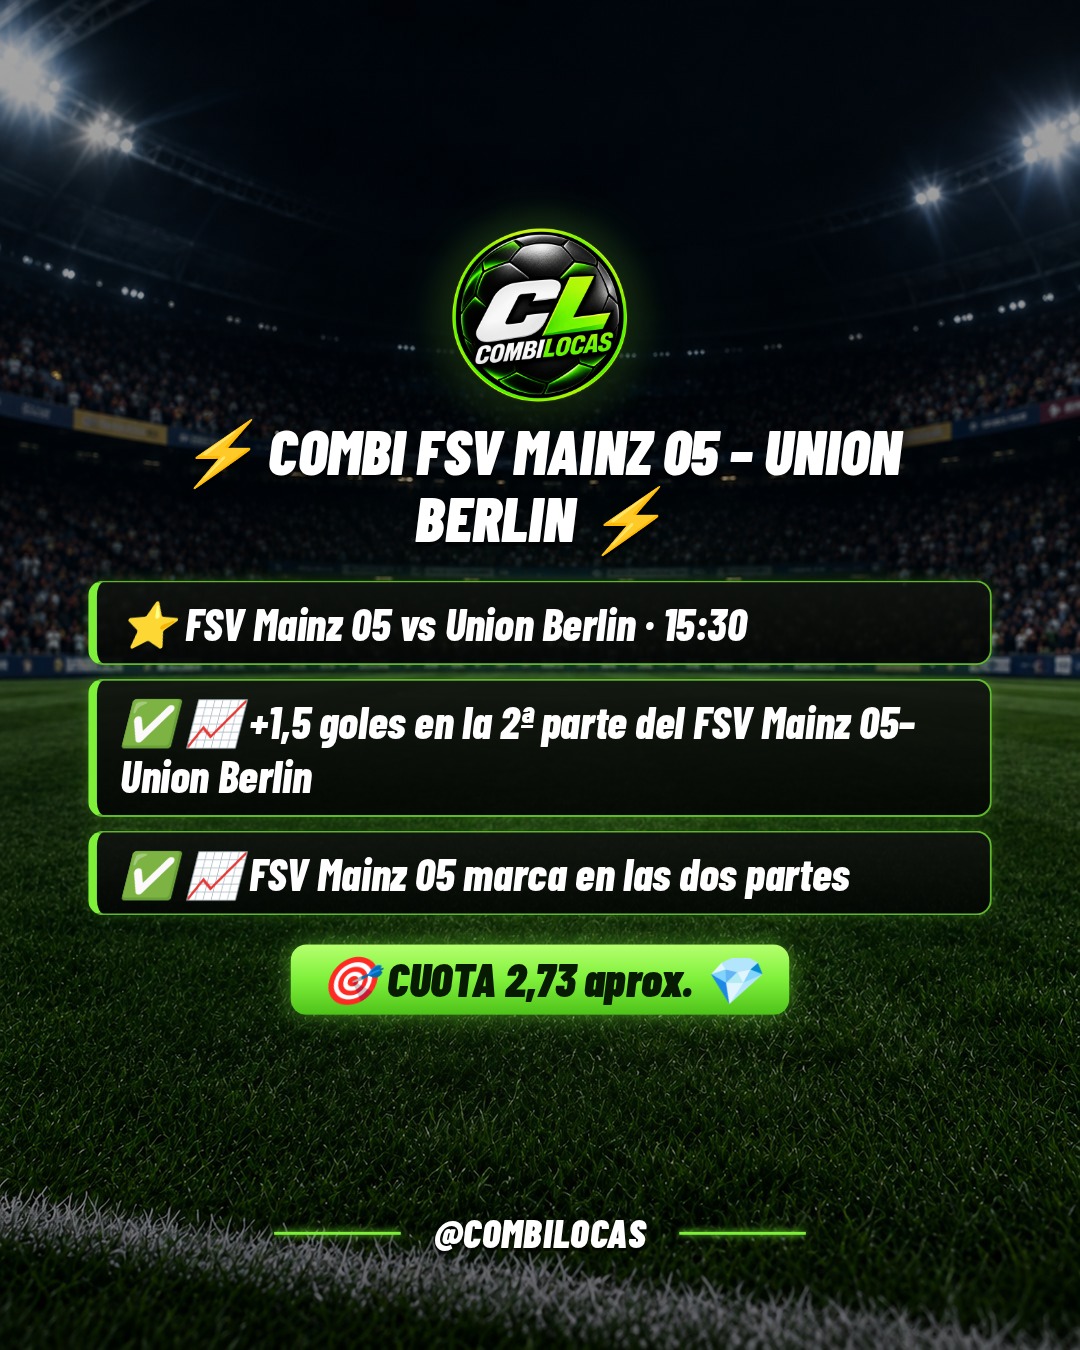 CL
COMBILOCAS
⚡ COMBI FSV MAINZ 05 – UNION
BERLIN ⚡
⭐ FSV Mainz 05 vs Union Berlin · 15:30
✅ 📈 +1,5 goles en la 2ª parte del FSV Mainz 05–
Union Berlin
✅ 📈 FSV Mainz 05 marca en las dos partes
🎯 CUOTA 2,73 aprox. 💎
@COMBILOCAS